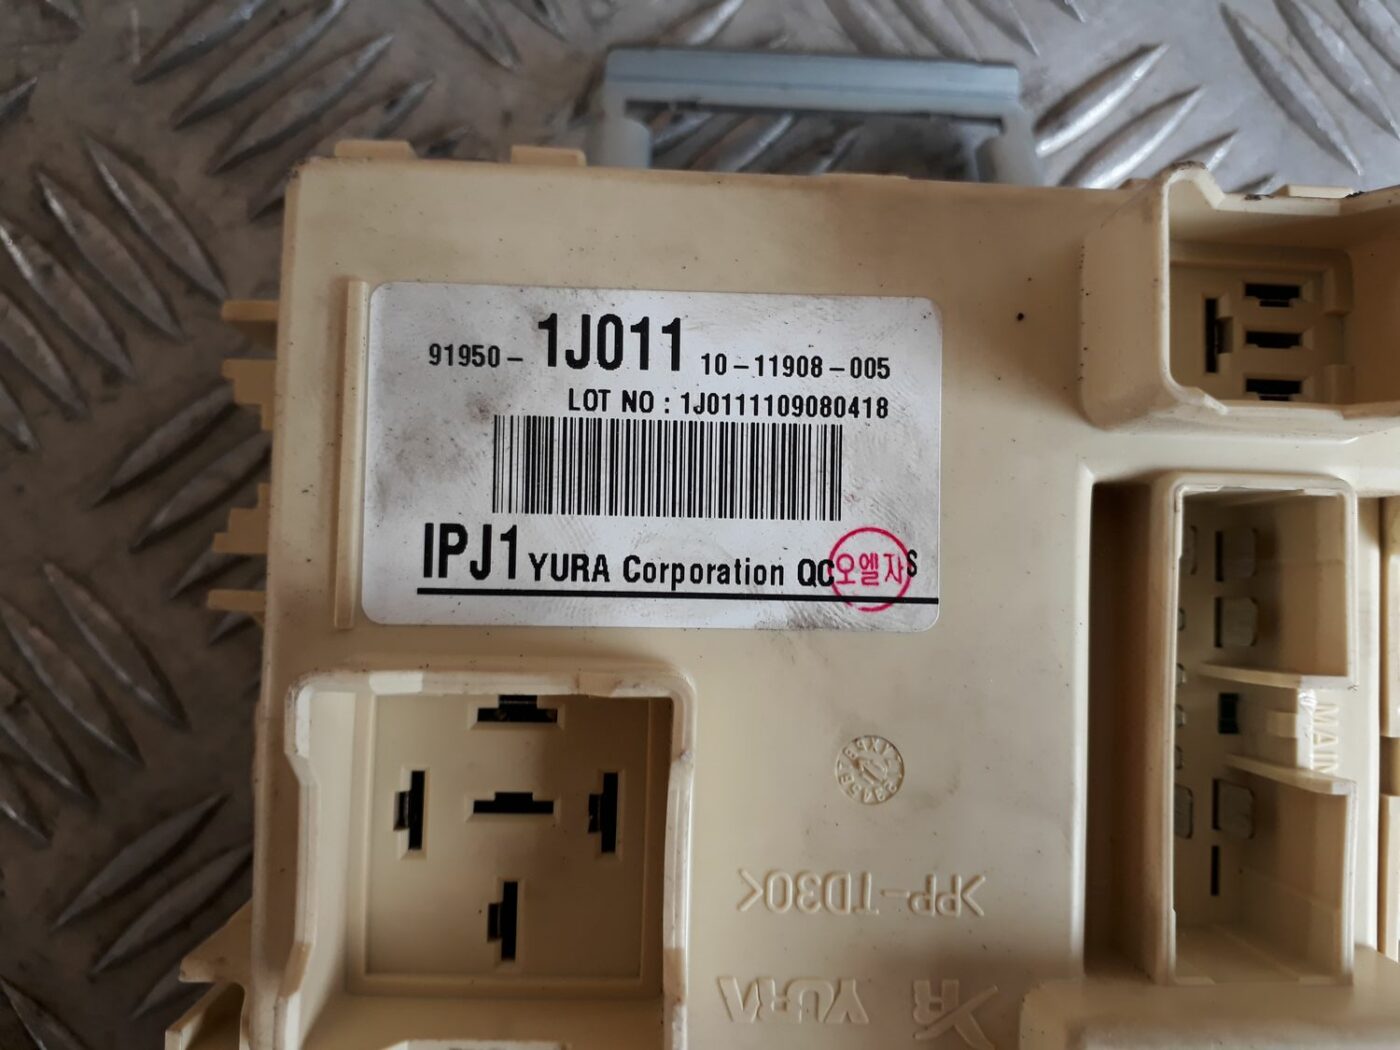 91950- 1J011 10-11908-005
LOT NO : 1J0111109080418
IPJ1 YURA Corporation QC 오엘자 S
MAIN
>PP-TD30<
YR YURA